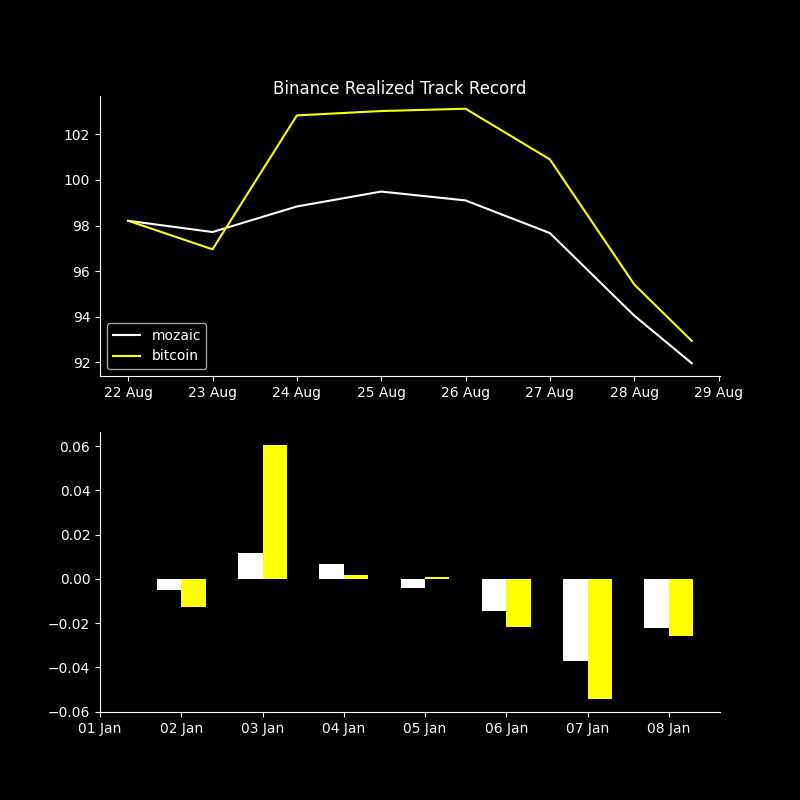 Binance Realized Track Record
102
100
98
96
94
92
mozaic
bitcoin
22 Aug 23 Aug 24 Aug 25 Aug 26 Aug 27 Aug 28 Aug 29 Aug
0.06
0.04
0.02
0.00
−0.02
−0.04
−0.06
01 Jan 02 Jan 03 Jan 04 Jan 05 Jan 06 Jan 07 Jan 08 Jan